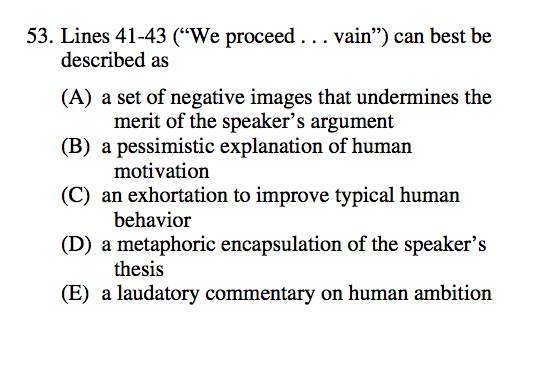 53. Lines 41-43 (“We proceed . . . vain”) can best be
described as
(A) a set of negative images that undermines the
merit of the speaker’s argument
(B) a pessimistic explanation of human
motivation
(C) an exhortation to improve typical human
behavior
(D) a metaphoric encapsulation of the speaker’s
thesis
(E) a laudatory commentary on human ambition